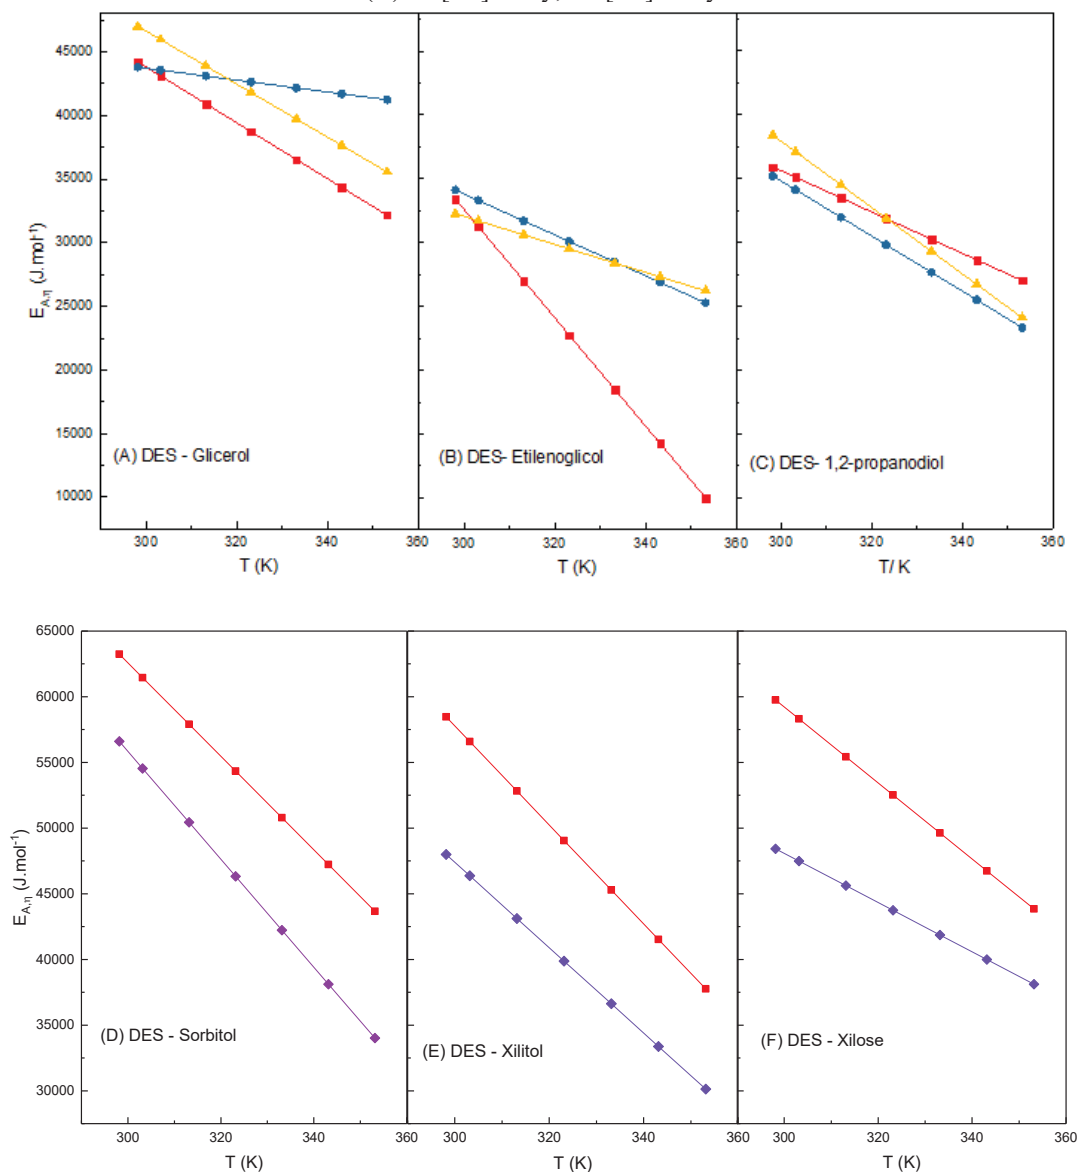 45000
40000
35000
30000
25000
20000
15000
10000
E_A,η (J.mol⁻¹)
(A) DES - Glicerol
(B) DES- Etilenoglicol
(C) DES- 1,2-propanodiol
300 320 340 360 300 320 340 360 300 320 340 360
T (K) T (K) T/ K
65000
60000
55000
50000
45000
40000
35000
30000
E_A,η (J.mol⁻¹)
(D) DES - Sorbitol
(E) DES - Xilitol
(F) DES - Xilose
300 320 340 360 300 320 340 360 300 320 340 360
T (K) T (K) T (K)